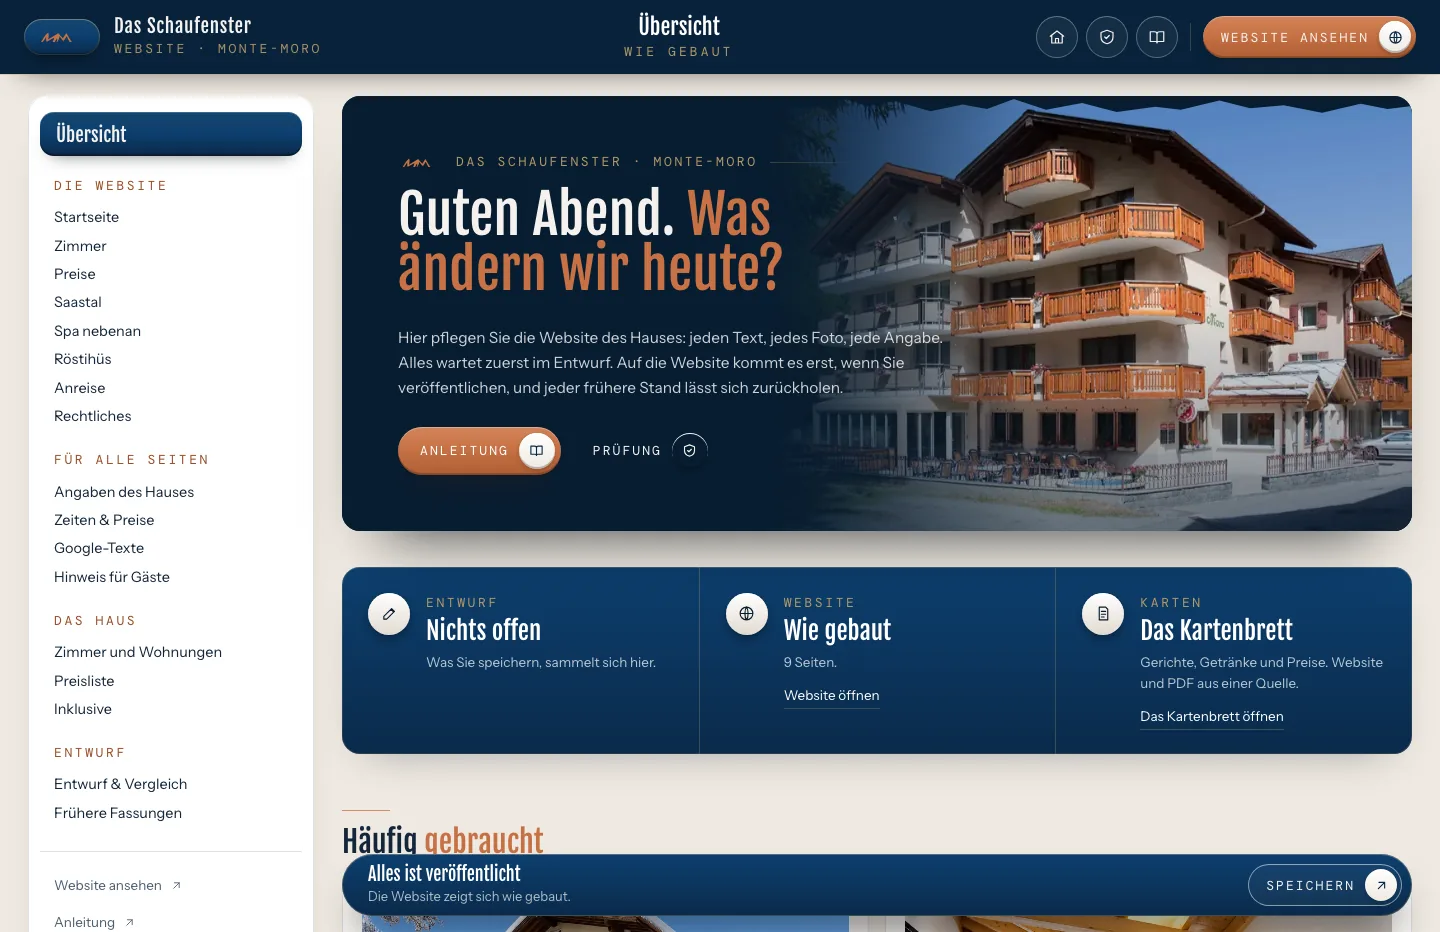 Das Schaufenster
WEBSITE · MONTE-MORO
Übersicht
WIE GEBAUT
WEBSITE ANSEHEN
Übersicht
DIE WEBSITE
Startseite
Zimmer
Preise
Saastal
Spa nebenan
Röstihüs
Anreise
Rechtliches
FÜR ALLE SEITEN
Angaben des Hauses
Zeiten & Preise
Google-Texte
Hinweis für Gäste
DAS HAUS
Zimmer und Wohnungen
Preisliste
Inklusive
ENTWURF
Entwurf & Vergleich
Frühere Fassungen
Website ansehen
Anleitung
DAS SCHAUFENSTER · MONTE-MORO
Guten Abend. Was
ändern wir heute?
Hier pflegen Sie die Website des Hauses: jeden Text, jedes Foto, jede Angabe.
Alles wartet zuerst im Entwurf. Auf die Website kommt es erst, wenn Sie
veröffentlichen, und jeder frühere Stand lässt sich zurückholen.
ANLEITUNG
PRÜFUNG
Moro
ENTWURF
Nichts offen
Was Sie speichern, sammelt sich hier.
WEBSITE
Wie gebaut
9 Seiten.
Website öffnen
KARTEN
Das Kartenbrett
Gerichte, Getränke und Preise. Website
und PDF aus einer Quelle.
Das Kartenbrett öffnen
Häufig gebraucht
Alles ist veröffentlicht
Die Website zeigt sich wie gebaut.
SPEICHERN